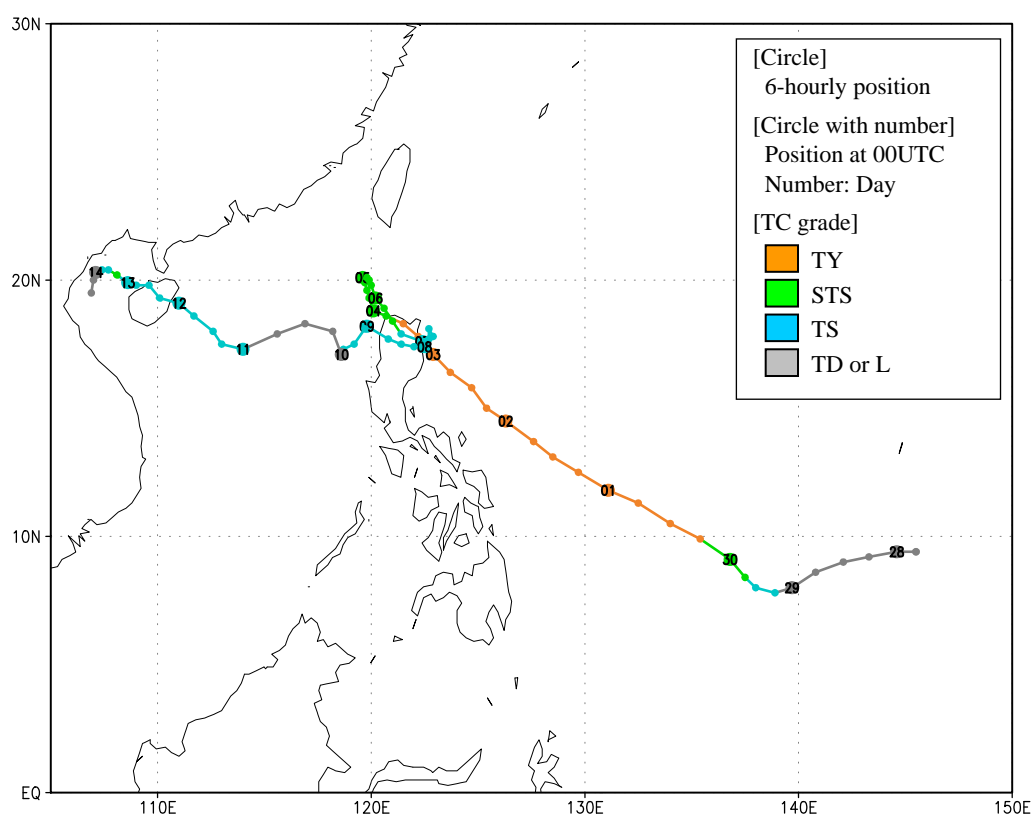 30N
[Circle]
6-hourly position
[Circle with number]
Position at 00UTC
Number: Day
[TC grade]
TY
STS
TS
TD or L
14
13
12
11
10
09
05
06
04
08
03
02
01
30
29
28
20N
10N
EQ
110E
120E
130E
140E
150E